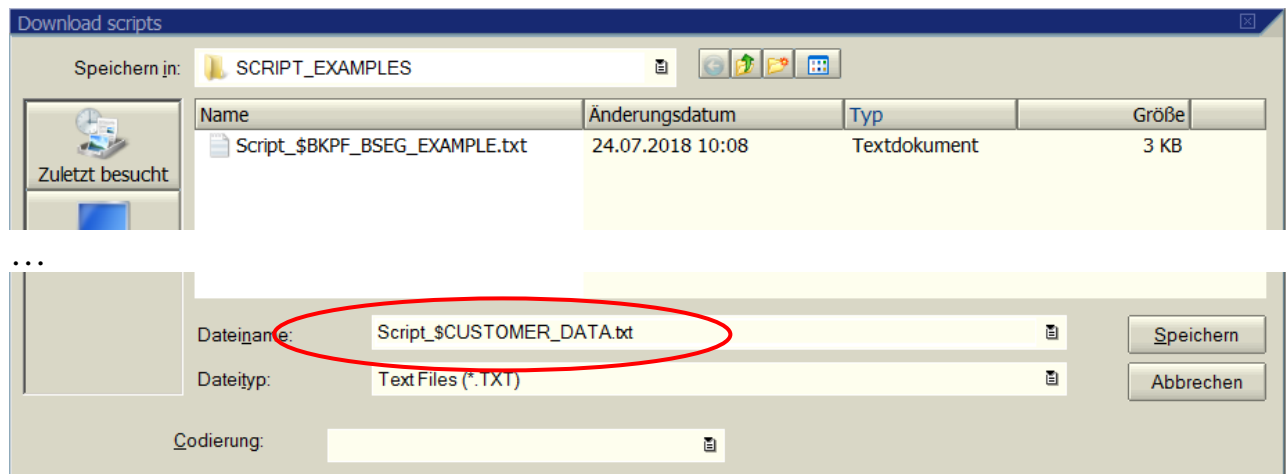 Download scripts
Speichern in: SCRIPT_EXAMPLES
Name Änderungsdatum Typ Größe
Script_$BKPF_BSEG_EXAMPLE.txt 24.07.2018 10:08 Textdokument 3 KB
Zuletzt besucht
...
Dateiname: Script_$CUSTOMER_DATA.txt Speichern
Dateityp: Text Files (*.TXT) Abbrechen
Codierung: